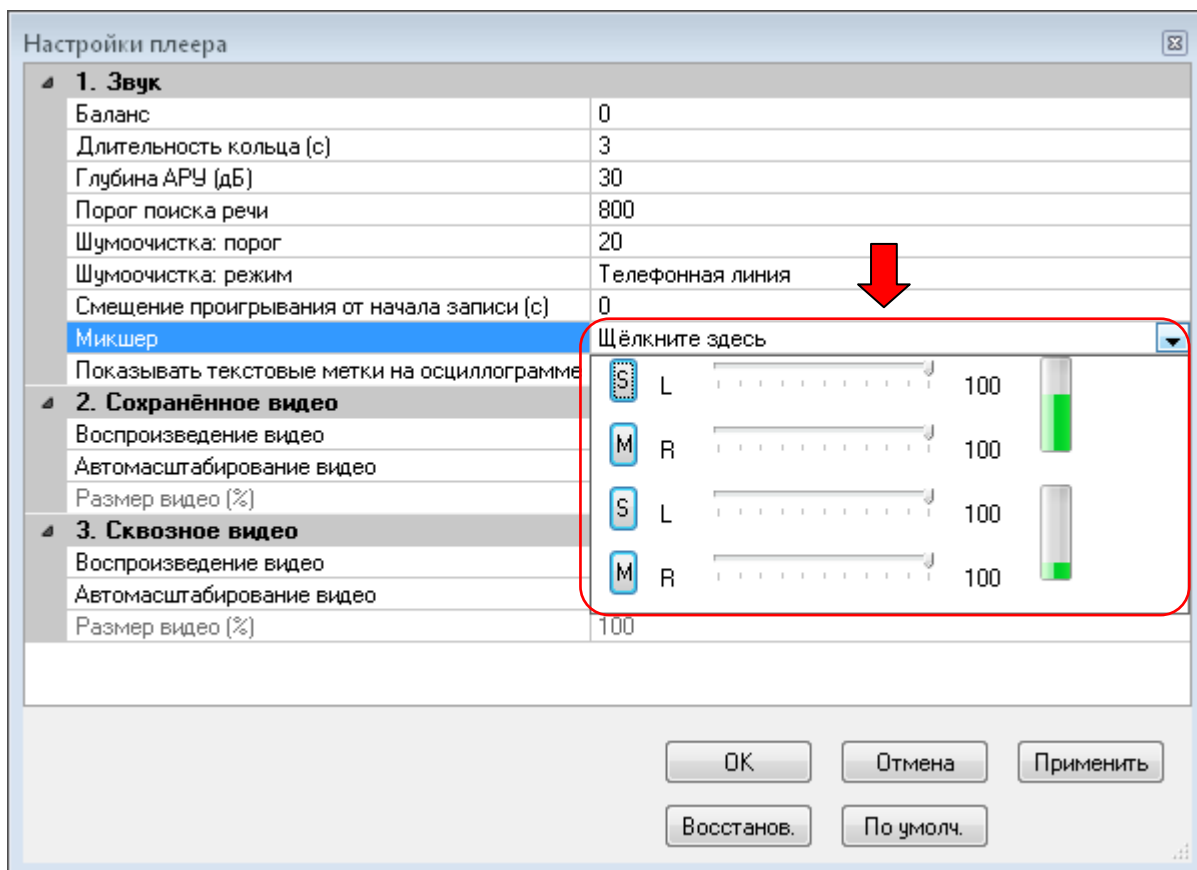 Настройки плеера
1. Звук
Баланс 0
Длительность кольца (с) 3
Глубина АРУ (дБ) 30
Порог поиска речи 800
Шумоочистка: порог 20
Шумоочистка: режим Телефонная линия
Смещение проигрывания от начала записи (с) 0
Микшер Щёлкните здесь
Показывать текстовые метки на осциллограмме
S L 100
2. Сохранённое видео
Воспроизведение видео
M R 100
Автомасштабирование видео
Размер видео (%)
S L 100
3. Сквозное видео
Воспроизведение видео
M R 100
Автомасштабирование видео
Размер видео (%) 100
ОК Отмена Применить
Восстанов. По умолч.